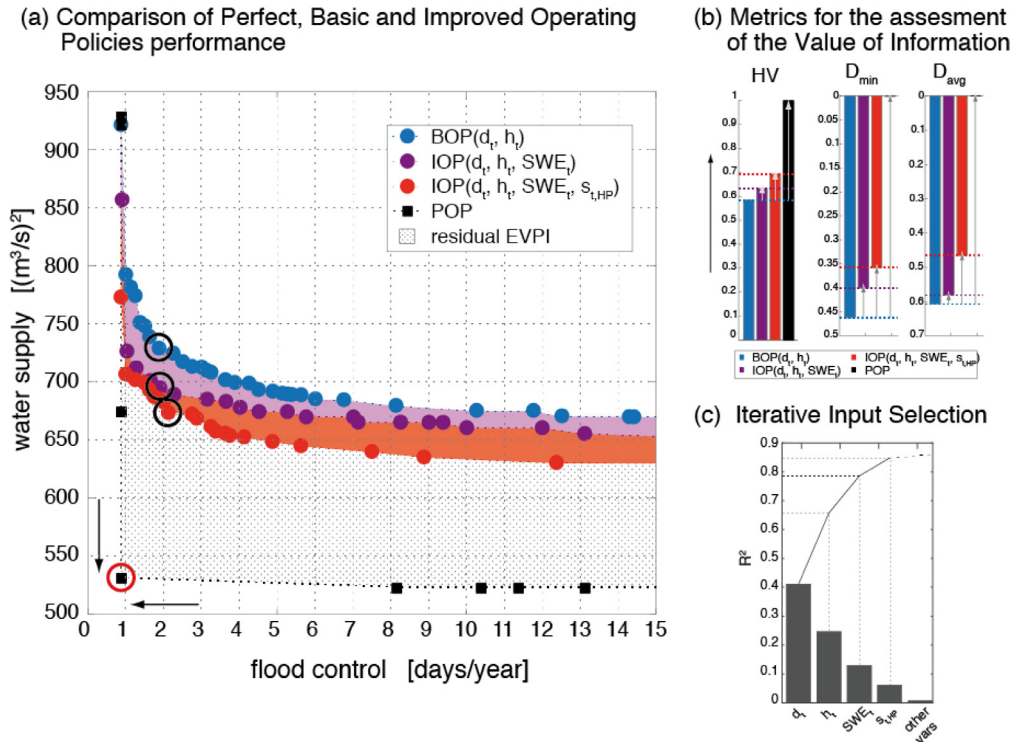 (a) Comparison of Perfect, Basic and Improved Operating
Policies performance
950
900
850
800
750
700
650
600
550
500
water supply [(m³/s)²]
BOP(dₜ, hₜ)
IOP(dₜ, hₜ, SWEₜ)
IOP(dₜ, hₜ, SWEₜ, sₜ,HP)
POP
residual EVPI
0 1 2 3 4 5 6 7 8 9 10 11 12 13 14 15
flood control [days/year]
(b) Metrics for the assesment
of the Value of Information
HV
1
0.9
0.8
0.7
0.6
0.5
0.4
0.3
0.2
0.1
0
Dmin
0
0.05
0.1
0.15
0.2
0.25
0.3
0.35
0.4
0.45
0.5
Davg
0
0.1
0.2
0.3
0.4
0.5
0.6
0.7
BOP(dₜ, hₜ)
IOP(dₜ, hₜ, SWEₜ, sₜ,HP)
IOP(dₜ, hₜ, SWEₜ)
POP
(c) Iterative Input Selection
R²
0.9
0.8
0.7
0.6
0.5
0.4
0.3
0.2
0.1
0
dₜ
hₜ
SWEₜ
sₜ,HP
other
vars